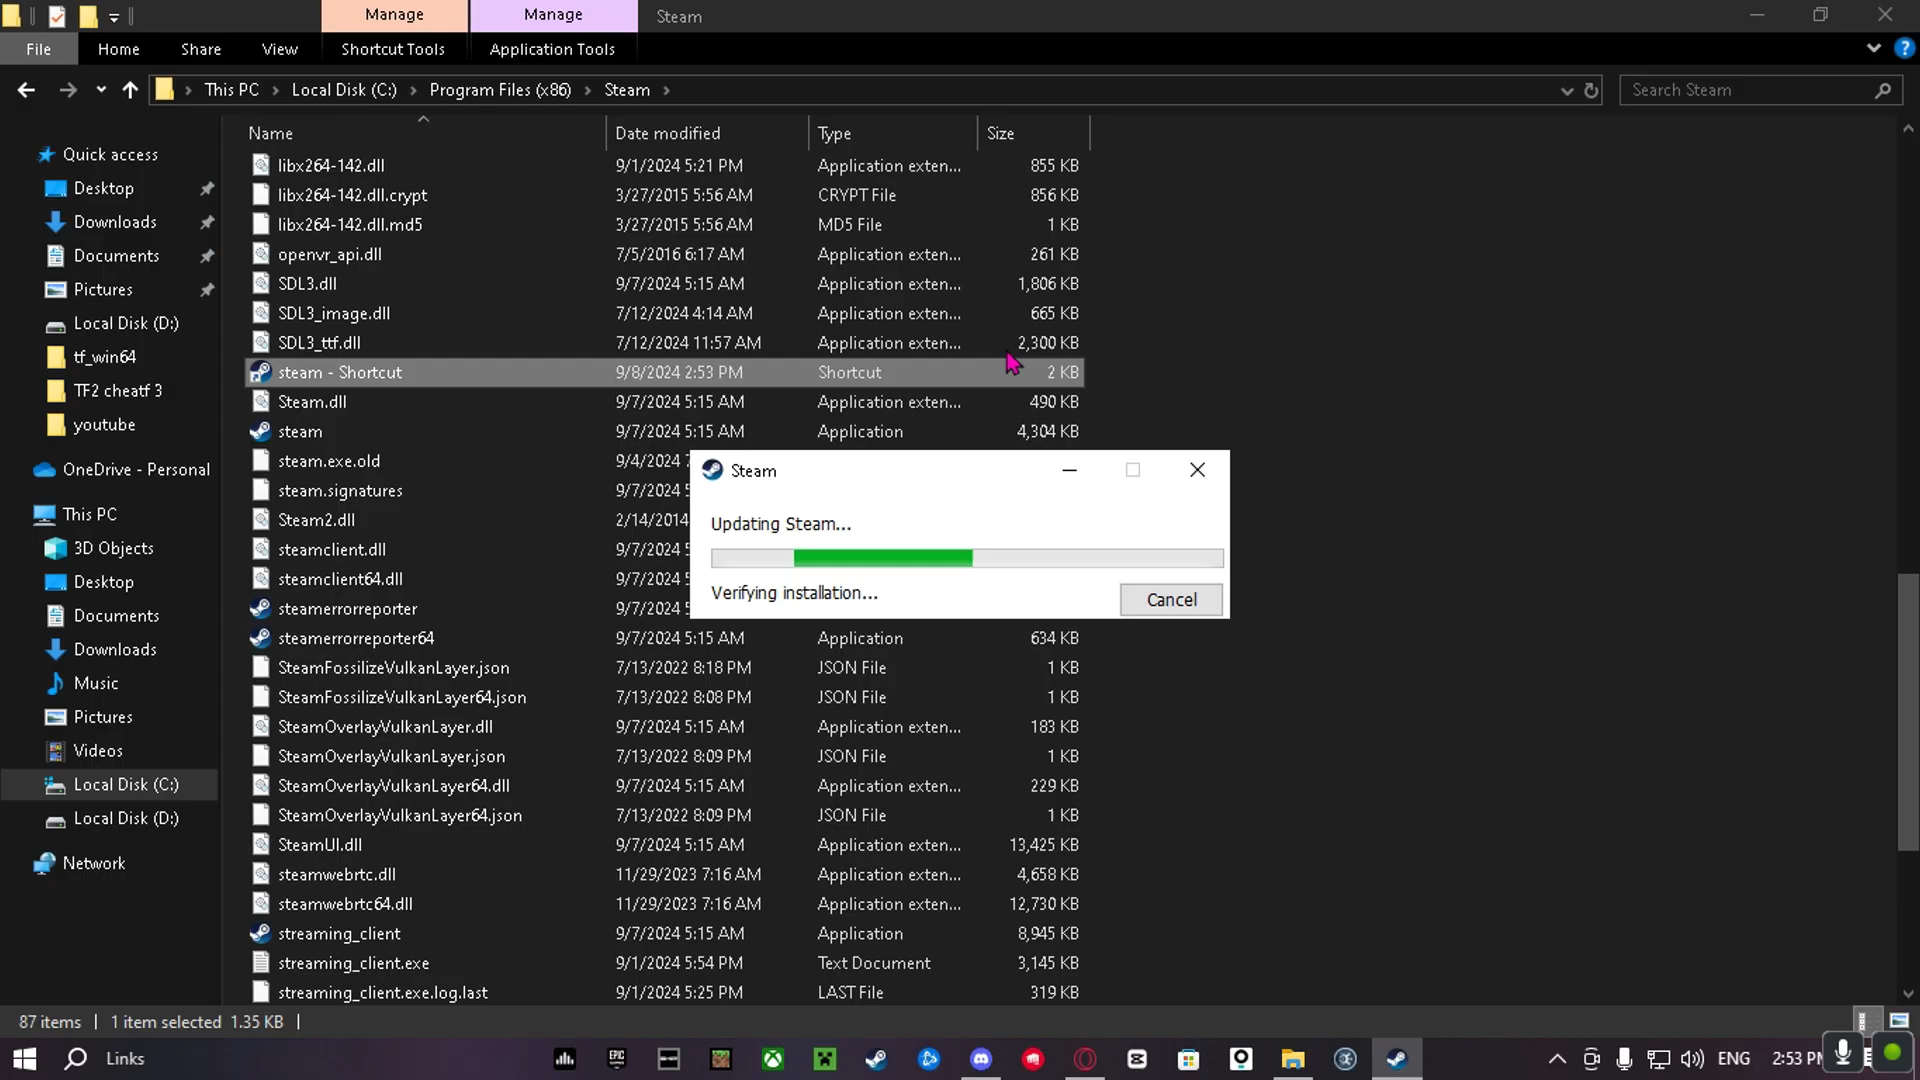 Manage
Manage
Steam
File
Home
Share
View
Shortcut Tools
Application Tools
This PC
Local Disk (C:)
Program Files (x86)
Steam
Search Steam
Name
Date modified
Type
Size
Quick access
Desktop
Downloads
Documents
Pictures
Local Disk (D:)
tf_win64
TF2 cheatf 3
youtube
OneDrive - Personal
This PC
3D Objects
Desktop
Documents
Downloads
Music
Pictures
Videos
Local Disk (C:)
Local Disk (D:)
Network
libx264-142.dll 9/1/2024 5:21 PM Application exten... 855 KB
libx264-142.dll.crypt 3/27/2015 5:56 AM CRYPT File 856 KB
libx264-142.dll.md5 3/27/2015 5:56 AM MD5 File 1 KB
openvr_api.dll 7/5/2016 6:17 AM Application exten... 261 KB
SDL3.dll 9/7/2024 5:15 AM Application exten... 1,806 KB
SDL3_image.dll 7/12/2024 4:14 AM Application exten... 665 KB
SDL3_ttf.dll 7/12/2024 11:57 AM Application exten... 2,300 KB
steam - Shortcut 9/8/2024 2:53 PM Shortcut 2 KB
Steam.dll 9/7/2024 5:15 AM Application exten... 490 KB
steam 9/7/2024 5:15 AM Application 4,304 KB
steam.exe.old 9/4/2024
steam.signatures 9/7/2024 5
Steam2.dll 2/14/2014
steamclient.dll 9/7/2024 5
steamclient64.dll 9/7/2024 5
steamerrorreporter 9/7/2024 5
steamerrorreporter64 9/7/2024 5:15 AM Application 634 KB
SteamFossilizeVulkanLayer.json 7/13/2022 8:18 PM JSON File 1 KB
SteamFossilizeVulkanLayer64.json 7/13/2022 8:08 PM JSON File 1 KB
SteamOverlayVulkanLayer.dll 9/7/2024 5:15 AM Application exten... 183 KB
SteamOverlayVulkanLayer.json 7/13/2022 8:09 PM JSON File 1 KB
SteamOverlayVulkanLayer64.dll 9/7/2024 5:15 AM Application exten... 229 KB
SteamOverlayVulkanLayer64.json 7/13/2022 8:09 PM JSON File 1 KB
SteamUI.dll 9/7/2024 5:15 AM Application exten... 13,425 KB
steamwebrtc.dll 11/29/2023 7:16 AM Application exten... 4,658 KB
steamwebrtc64.dll 11/29/2023 7:16 AM Application exten... 12,730 KB
streaming_client 9/7/2024 5:15 AM Application 8,945 KB
streaming_client.exe 9/1/2024 5:54 PM Text Document 3,145 KB
streaming_client.exe.log.last 9/1/2024 5:25 PM LAST File 319 KB
Steam
Updating Steam...
Verifying installation...
Cancel
87 items
1 item selected 1.35 KB
Links
EPIC
ENG
2:53 PM